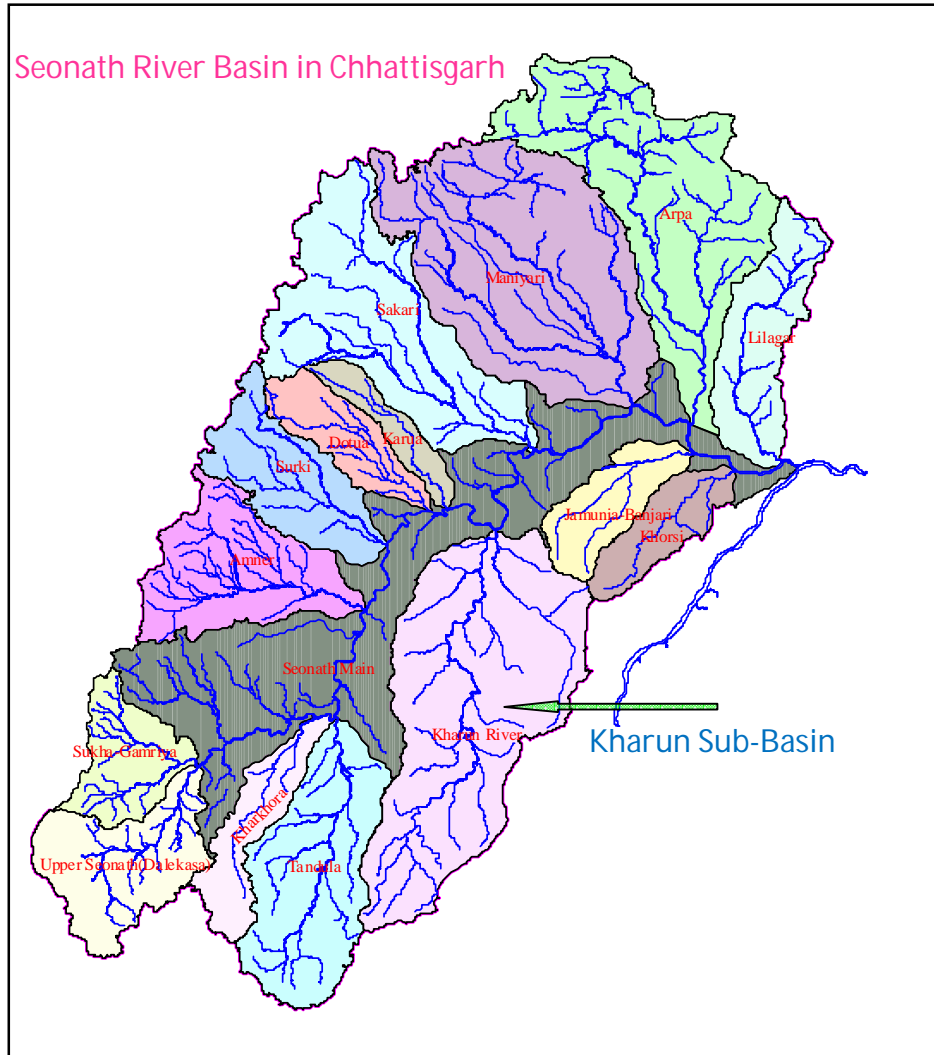 Seonath River Basin in Chhattisgarh
Arpa
Maniyari
Sakari
Lilagar
Dotua
Karua
Surki
Jamunia-Banjari
Khorsi
Amner
Seonath Main
Kharun River
Kharun Sub-Basin
Sukha-Gamriya
Kharkhora
Upper Seonath(Dalekasa)
Tandula